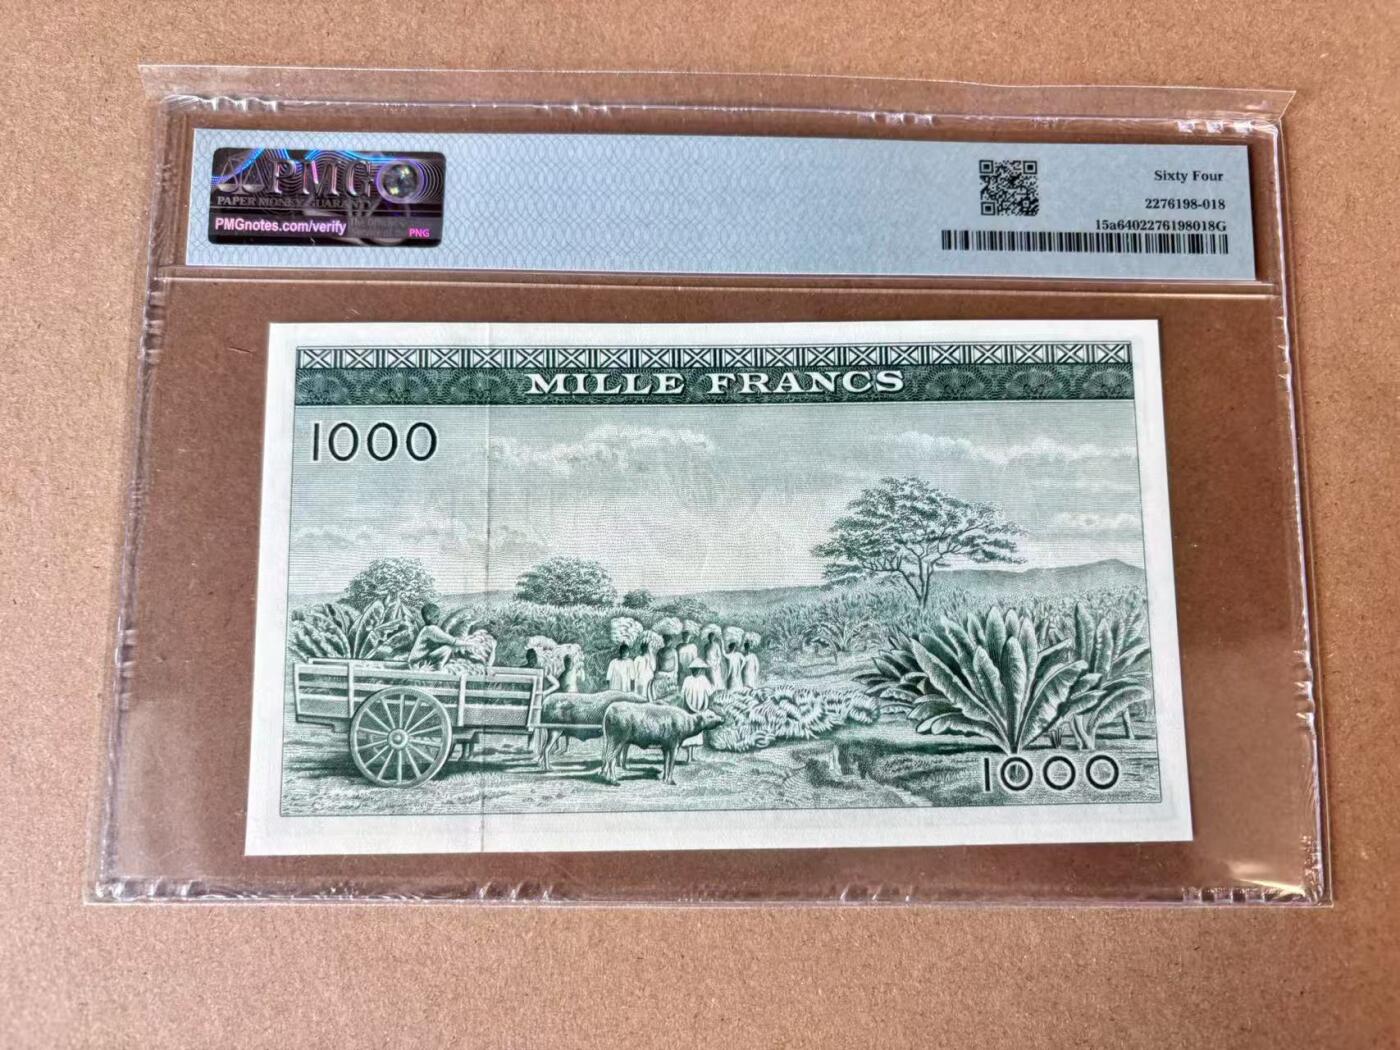 PMG
PAPER MONEY GUARANTY
PMGnotes.com/verify
PNG
Sixty Four
2276198-018
15a6402276198018G
MILLE FRANCS
1000
1000